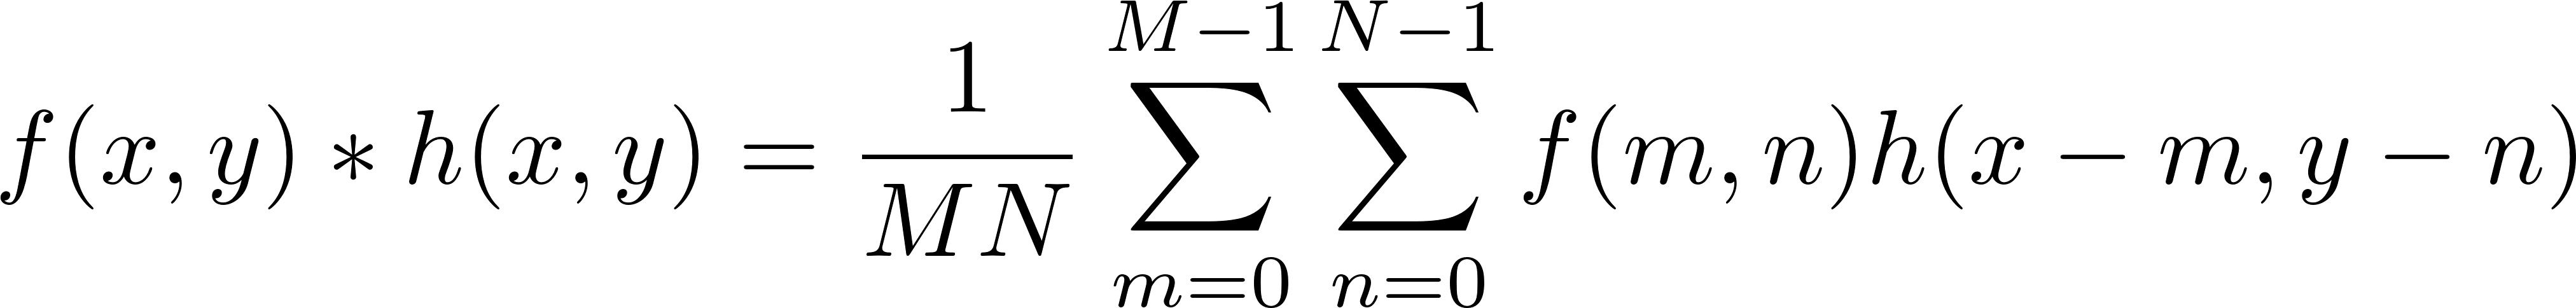 f(x, y) * h(x, y) = \frac{1}{MN} \sum_{m=0}^{M-1} \sum_{n=0}^{N-1} f(m, n)h(x - m, y - n)